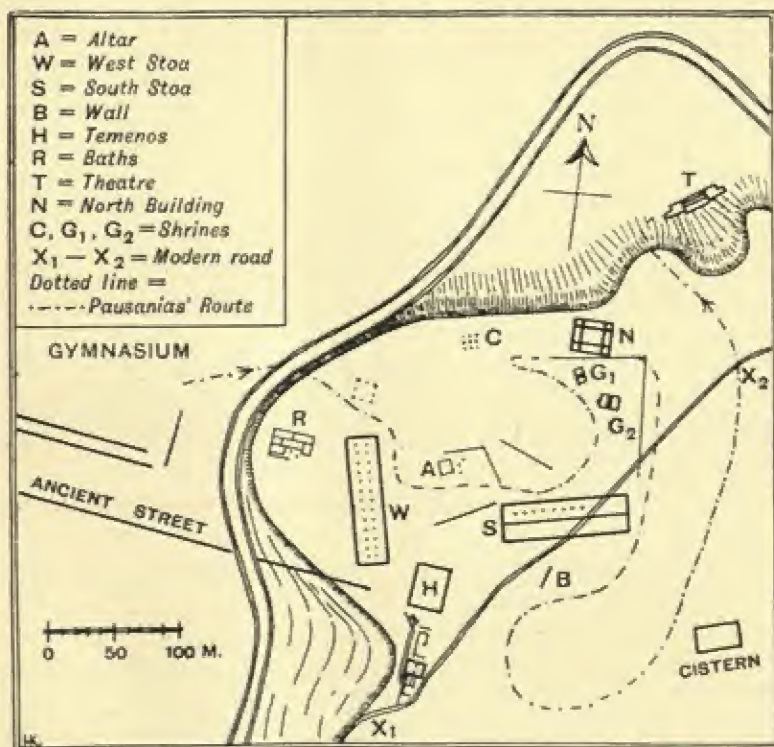 A = Altar
W = West Stoa
S = South Stoa
B = Wall
H = Temenos
R = Baths
T = Theatre
N = North Building
C, G₁, G₂ = Shrines
X₁ — X₂ = Modern road
Dotted line =
Pausanias' Route
N
T
GYMNASIUM
C
N
G₁
X₂
G₂
R
A
W
ANCIENT STREET
S
B
H
0 50 100 M.
CISTERN
X₁